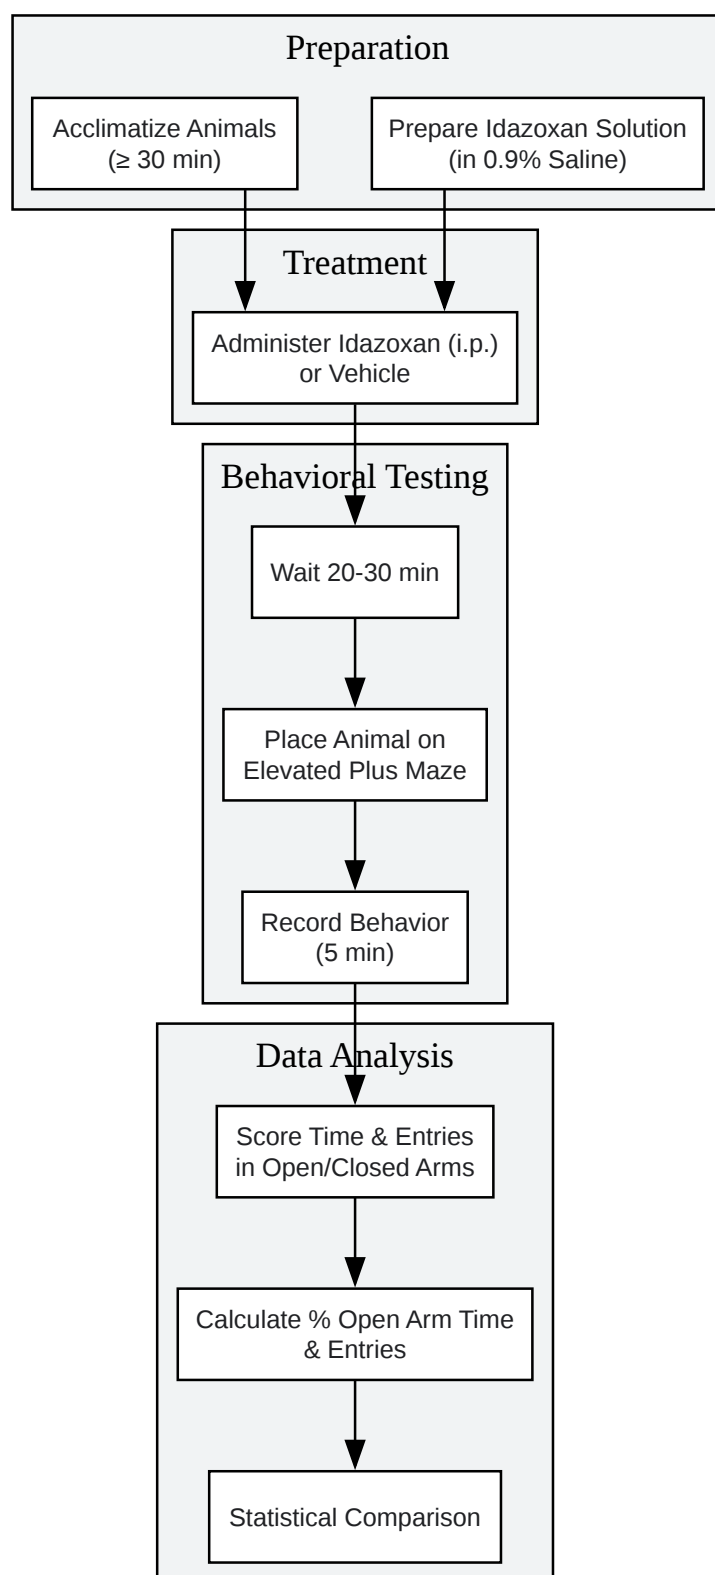 Preparation
Acclimatize Animals
(≥ 30 min)
Prepare Idazoxan Solution
(in 0.9% Saline)
Treatment
Administer Idazoxan (i.p.)
or Vehicle
Behavioral Testing
Wait 20-30 min
Place Animal on
Elevated Plus Maze
Record Behavior
(5 min)
Data Analysis
Score Time & Entries
in Open/Closed Arms
Calculate % Open Arm Time
& Entries
Statistical Comparison